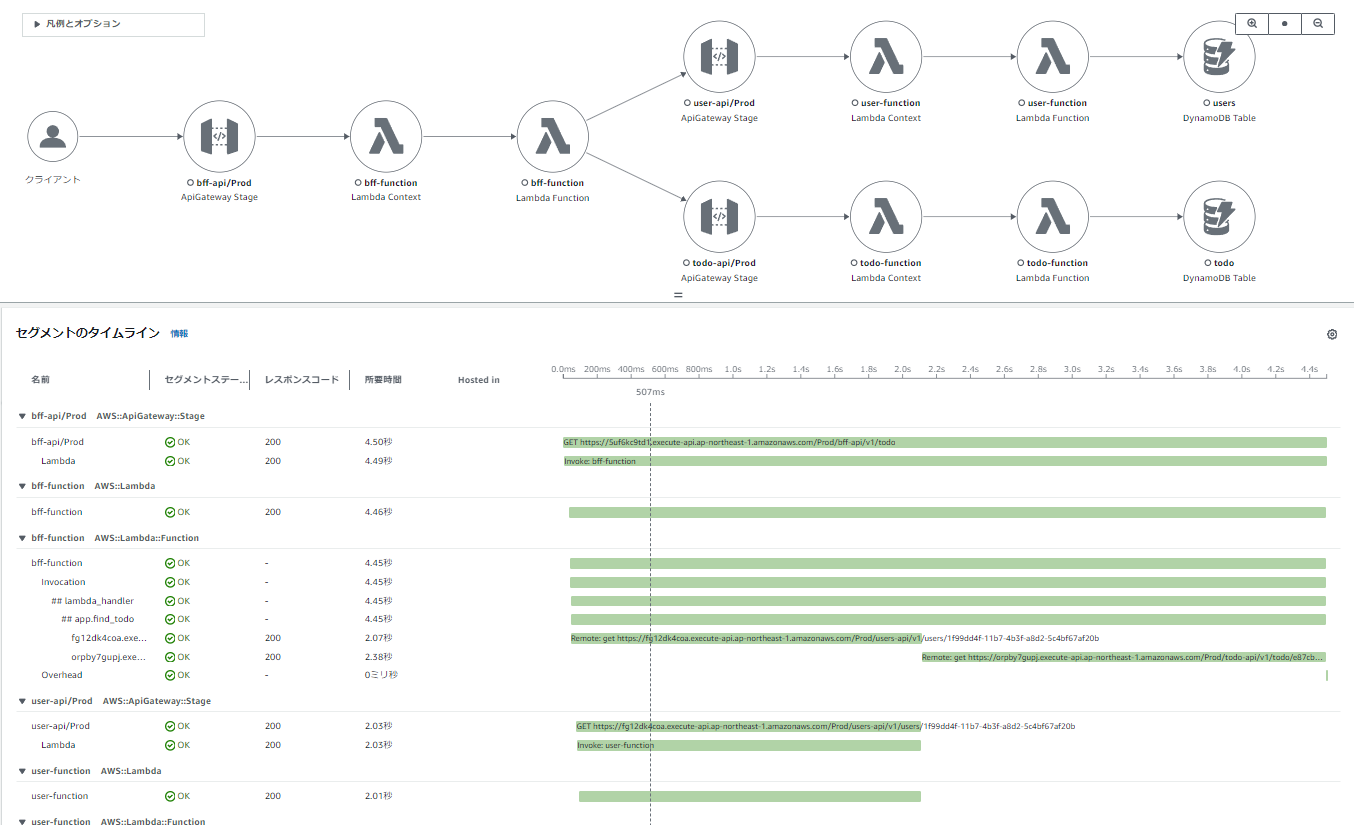 凡例とオプション
クライアント
bff-api/Prod
ApiGateway Stage
bff-function
Lambda Context
bff-function
Lambda Function
user-api/Prod
ApiGateway Stage
user-function
Lambda Context
user-function
Lambda Function
users
DynamoDB Table
todo-api/Prod
ApiGateway Stage
todo-function
Lambda Context
todo-function
Lambda Function
todo
DynamoDB Table
セグメントのタイムライン 情報
名前 セグメントステー... レスポンスコード 所要時間 Hosted in
0.0ms 200ms 400ms 600ms 800ms 1.0s 1.2s 1.4s 1.6s 1.8s 2.0s 2.2s 2.4s 2.6s 2.8s 3.0s 3.2s 3.4s 3.6s 3.8s 4.0s 4.2s 4.4s
507ms
bff-api/Prod AWS::ApiGateway::Stage
bff-api/Prod OK 200 4.50秒 GET https://5uf6kc9td1.execute-api.ap-northeast-1.amazonaws.com/Prod/bff-api/v1/todo
Lambda OK 200 4.49秒 Invoke: bff-function
bff-function AWS::Lambda
bff-function OK 200 4.46秒
bff-function AWS::Lambda::Function
bff-function OK - 4.45秒
Invocation OK - 4.45秒
## lambda_handler OK - 4.45秒
## app.find_todo OK - 4.45秒
fg12dk4coa.exe... OK 200 2.07秒 Remote: get https://fg12dk4coa.execute-api.ap-northeast-1.amazonaws.com/Prod/users-api/v1/users/1f99dd4f-11b7-4b3f-a8d2-5c4bf67af20b
orpby7gupj.exe... OK 200 2.38秒 Remote: get https://orpby7gupj.execute-api.ap-northeast-1.amazonaws.com/Prod/todo-api/v1/todo/e87cb...
Overhead OK - 0ミリ秒
user-api/Prod AWS::ApiGateway::Stage
user-api/Prod OK 200 2.03秒 GET https://fg12dk4coa.execute-api.ap-northeast-1.amazonaws.com/Prod/users-api/v1/users/1f99dd4f-11b7-4b3f-a8d2-5c4bf67af20b
Lambda OK 200 2.03秒 Invoke: user-function
user-function AWS::Lambda
user-function OK 200 2.01秒
user-function AWS::Lambda::Function